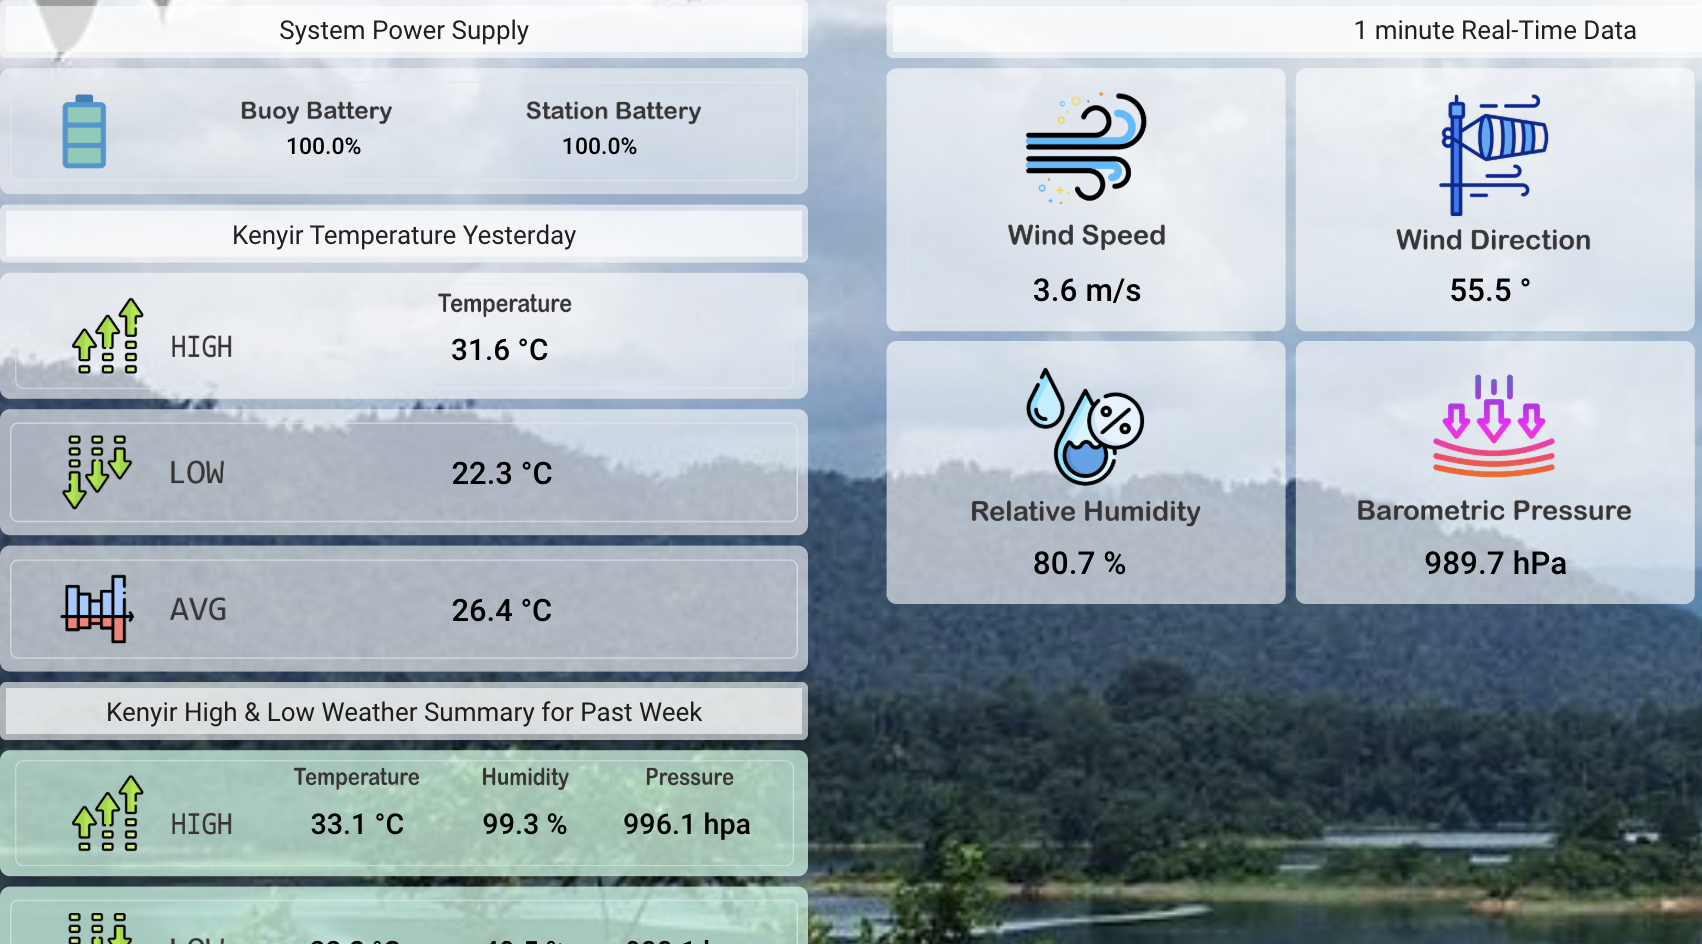 System Power Supply
Buoy Battery
100.0%
Station Battery
100.0%
Kenyir Temperature Yesterday
Temperature
HIGH
31.6 °C
LOW
22.3 °C
AVG
26.4 °C
Kenyir High & Low Weather Summary for Past Week
Temperature Humidity Pressure
HIGH 33.1 °C 99.3 % 996.1 hpa
LOW
1 minute Real-Time Data
Wind Speed
3.6 m/s
Wind Direction
55.5 °
Relative Humidity
80.7 %
Barometric Pressure
989.7 hPa